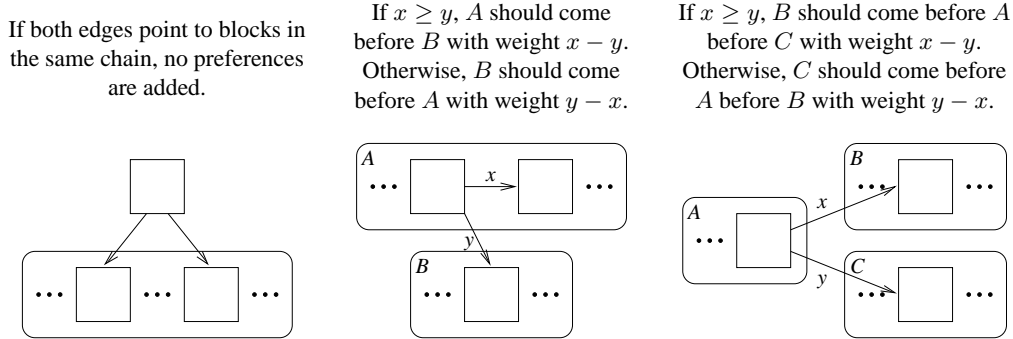 If both edges point to blocks in
the same chain, no preferences
are added.
If x ≥ y, A should come
before B with weight x − y.
Otherwise, B should come
before A with weight y − x.
If x ≥ y, B should come before A
before C with weight x − y.
Otherwise, C should come before
A before B with weight y − x.
A
x
y
B
A
x
y
B
C